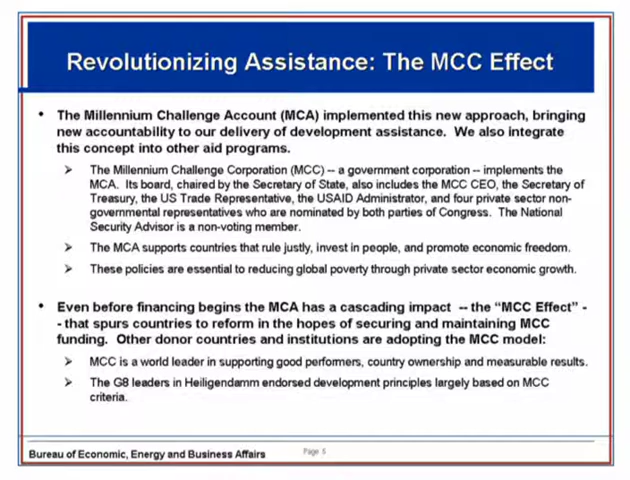 Revolutionizing Assistance: The MCC Effect
• The Millennium Challenge Account (MCA) implemented this new approach, bringing
new accountability to our delivery of development assistance. We also integrate
this concept into other aid programs.
➢ The Millennium Challenge Corporation (MCC) -- a government corporation -- implements the
MCA. Its board, chaired by the Secretary of State, also includes the MCC CEO, the Secretary of
Treasury, the US Trade Representative, the USAID Administrator, and four private sector non-
governmental representatives who are nominated by both parties of Congress. The National
Security Advisor is a non-voting member.
➢ The MCA supports countries that rule justly, invest in people, and promote economic freedom.
➢ These policies are essential to reducing global poverty through private sector economic growth.
• Even before financing begins the MCA has a cascading impact -- the “MCC Effect” -
- that spurs countries to reform in the hopes of securing and maintaining MCC
funding. Other donor countries and institutions are adopting the MCC model:
➢ MCC is a world leader in supporting good performers, country ownership and measurable results.
➢ The G8 leaders in Heiligendamm endorsed development principles largely based on MCC
criteria.
Bureau of Economic, Energy and Business Affairs
Page 5